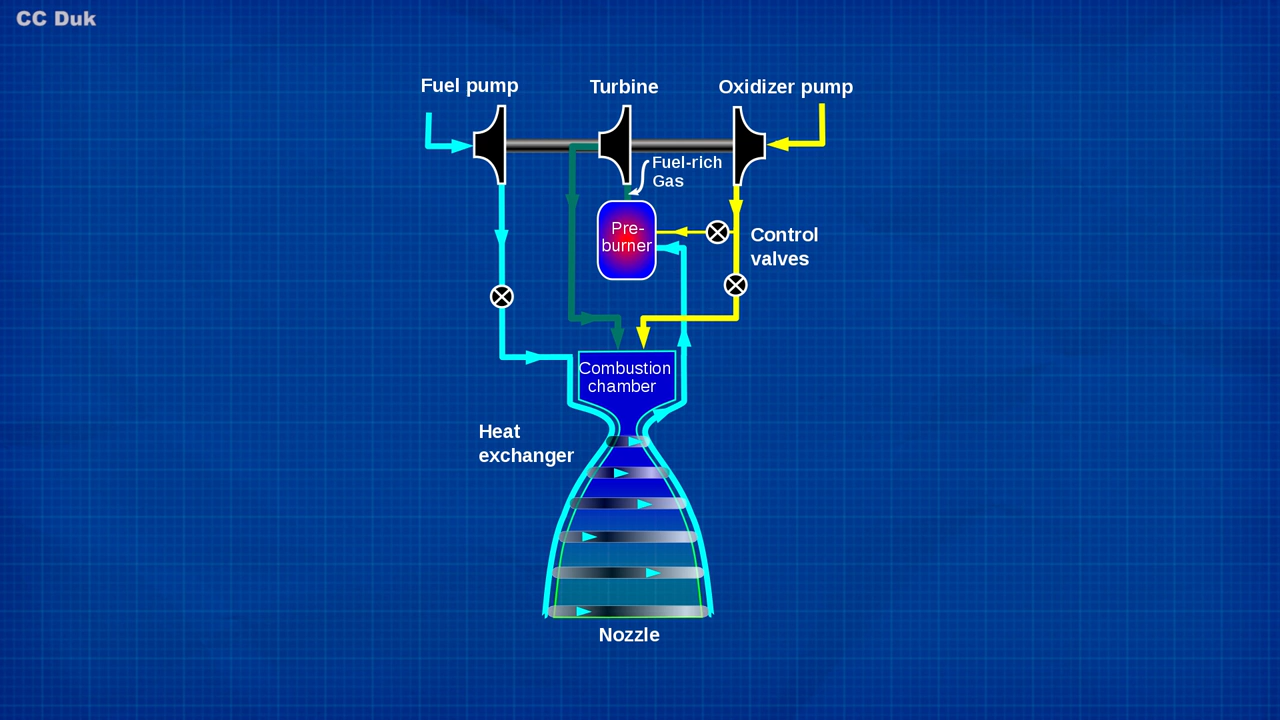 CC Duk
Fuel pump
Turbine
Oxidizer pump
Fuel-rich
Gas
Pre-
burner
Control
valves
Combustion
chamber
Heat
exchanger
Nozzle